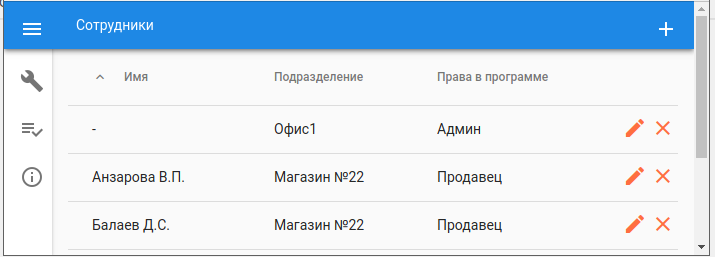 Сотрудники
Имя Подразделение Права в программе
- Офис1 Админ
Анзарова В.П. Магазин №22 Продавец
Балаев Д.С. Магазин №22 Продавец